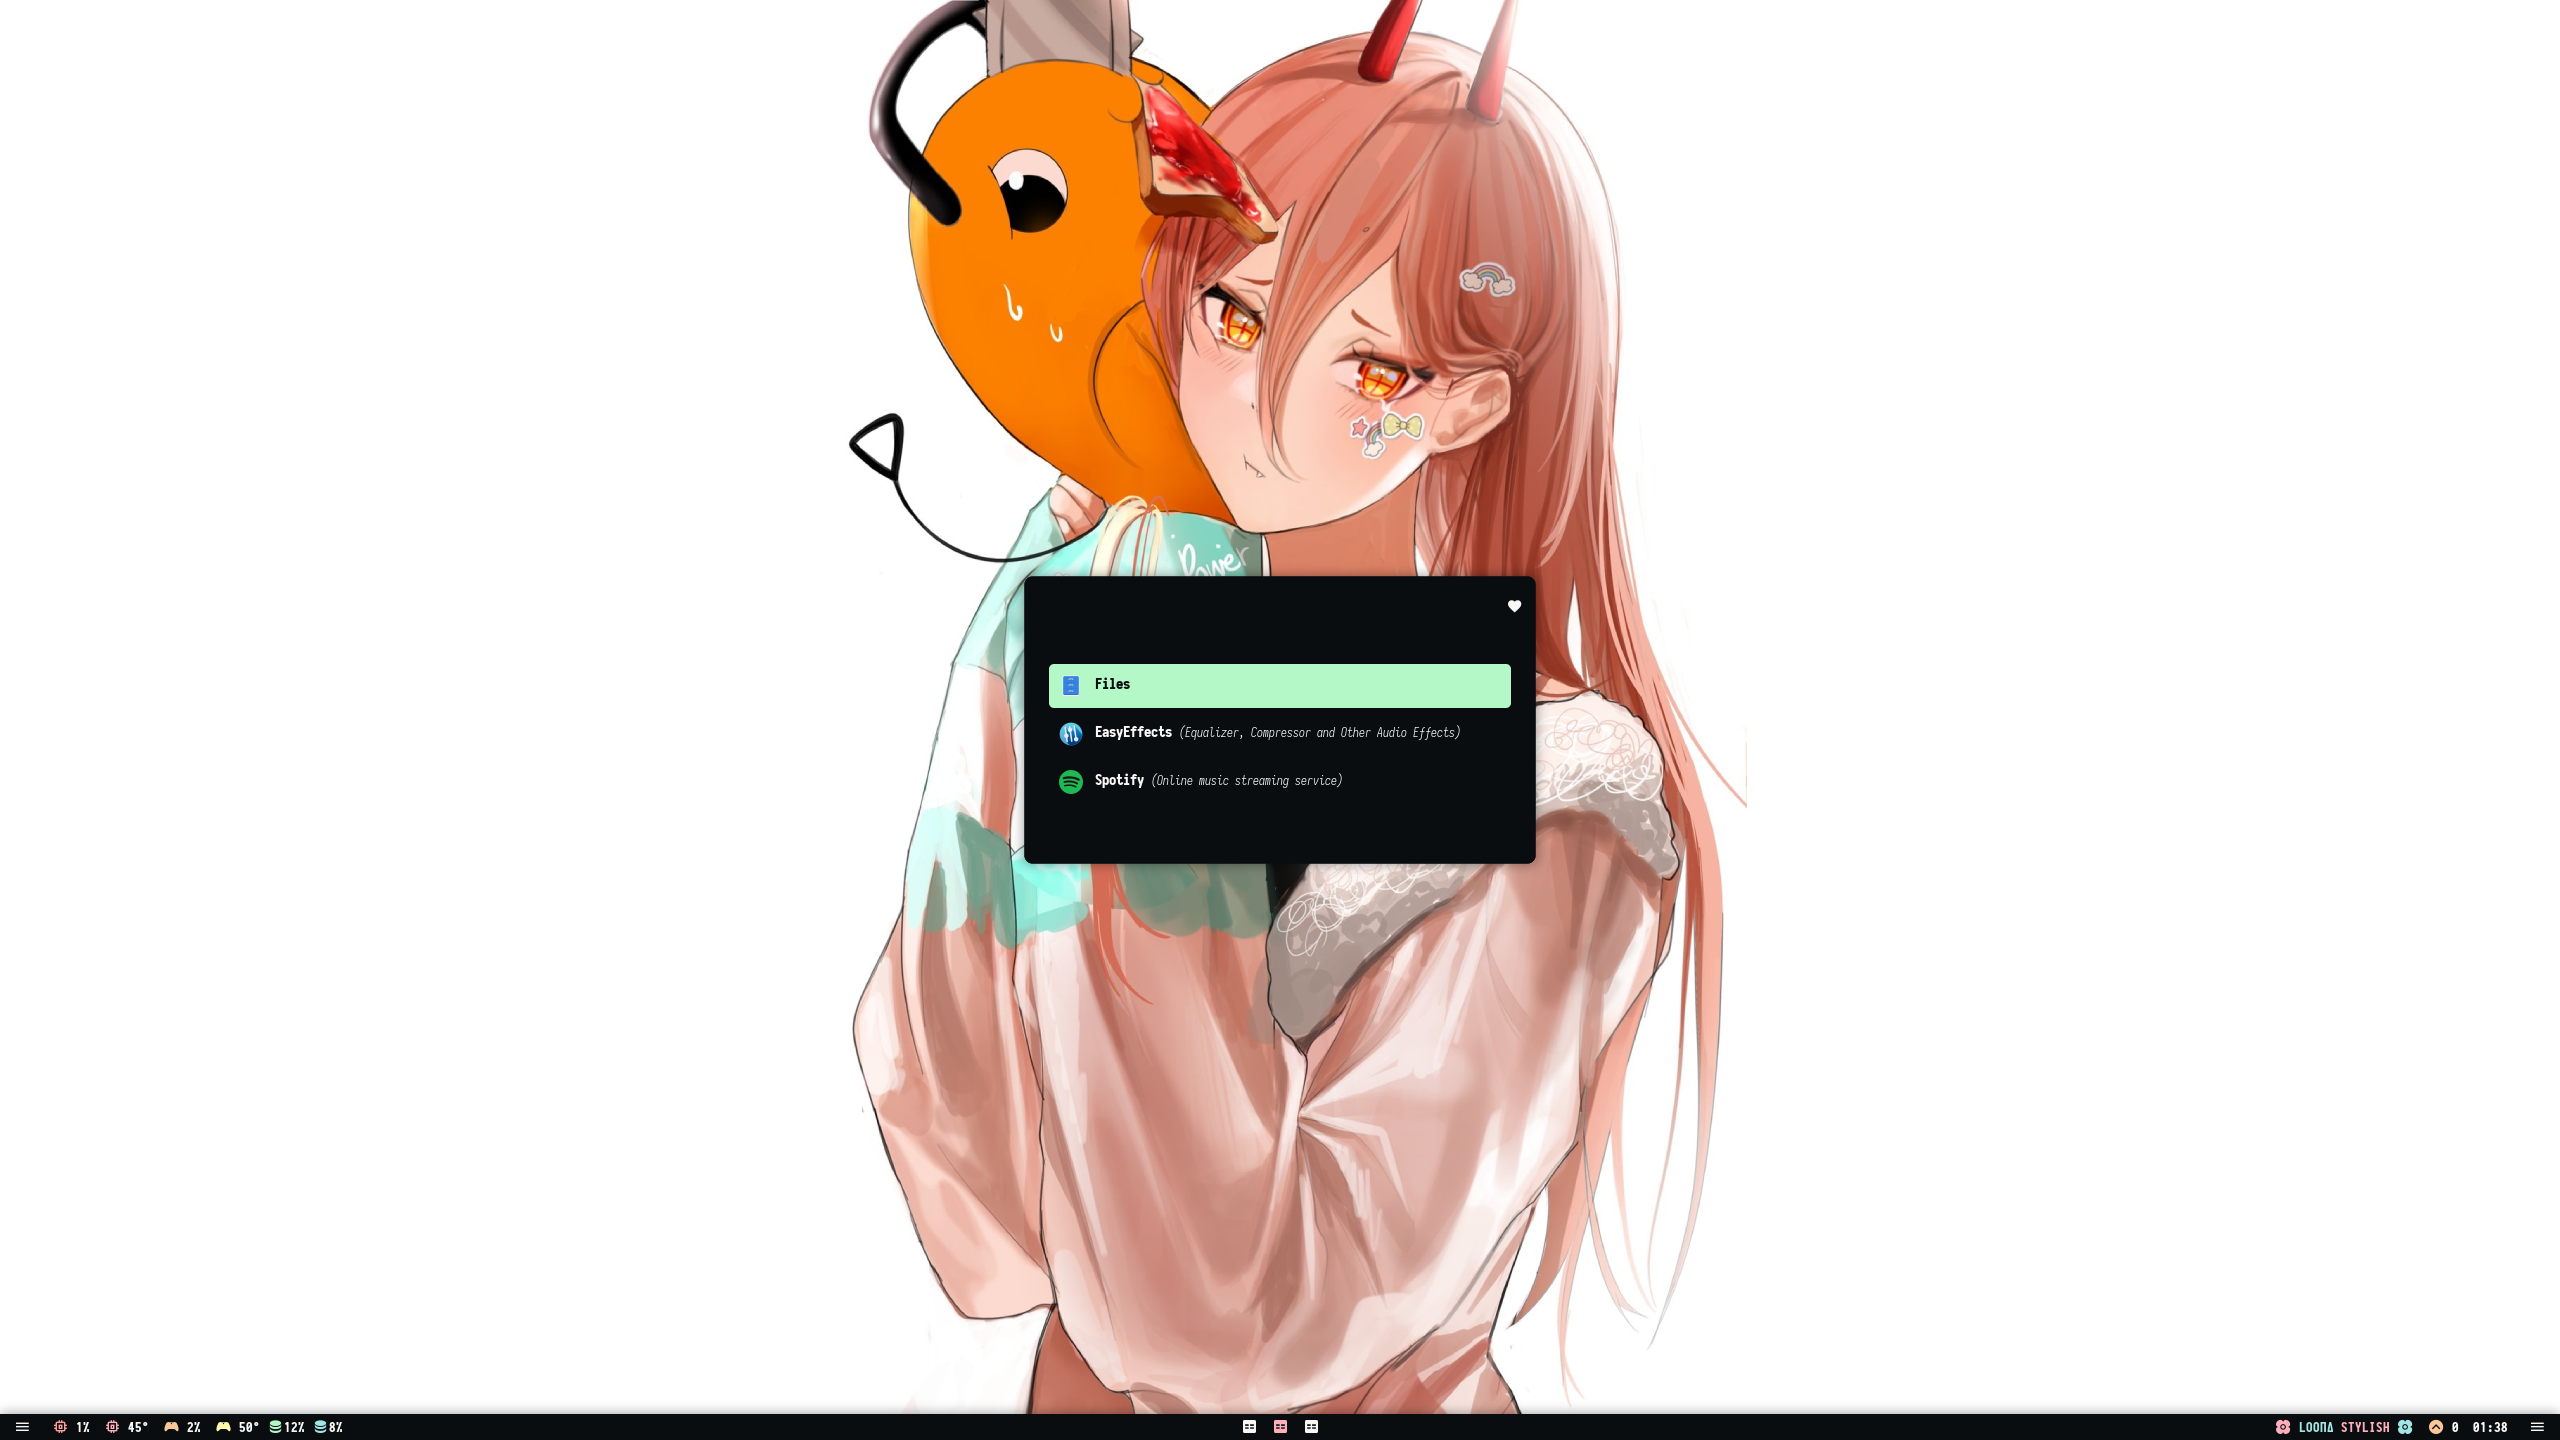 Power
Files
EasyEffects (Equalizer, Compressor and Other Audio Effects)
Spotify (Online music streaming service)
1% 45° 2% 50° 12% 8%
LOOΠΔ STYLISH 0 01:38